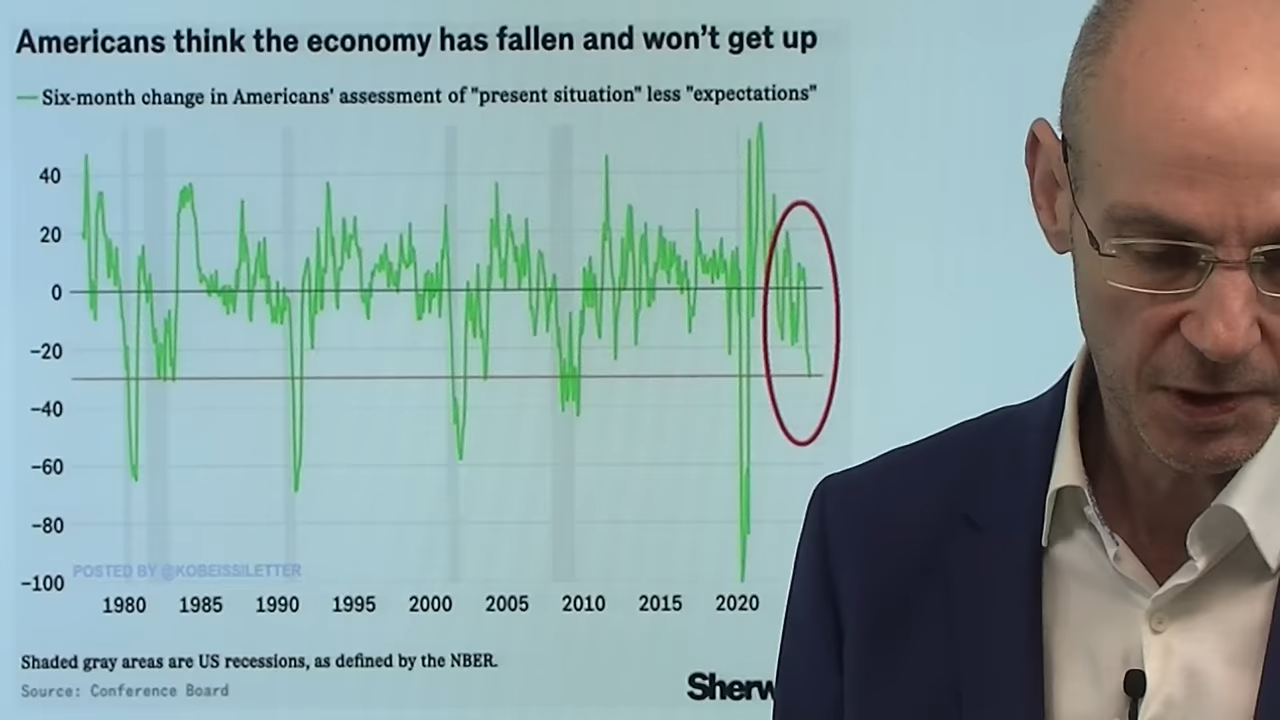 Americans think the economy has fallen and won't get up
Six-month change in Americans' assessment of "present situation" less "expectations"
40
20
0
−20
−40
−60
−80
−100
POSTED BY @KOBEISSILETTER
1980 1985 1990 1995 2000 2005 2010 2015 2020
Shaded gray areas are US recessions, as defined by the NBER.
Source: Conference Board